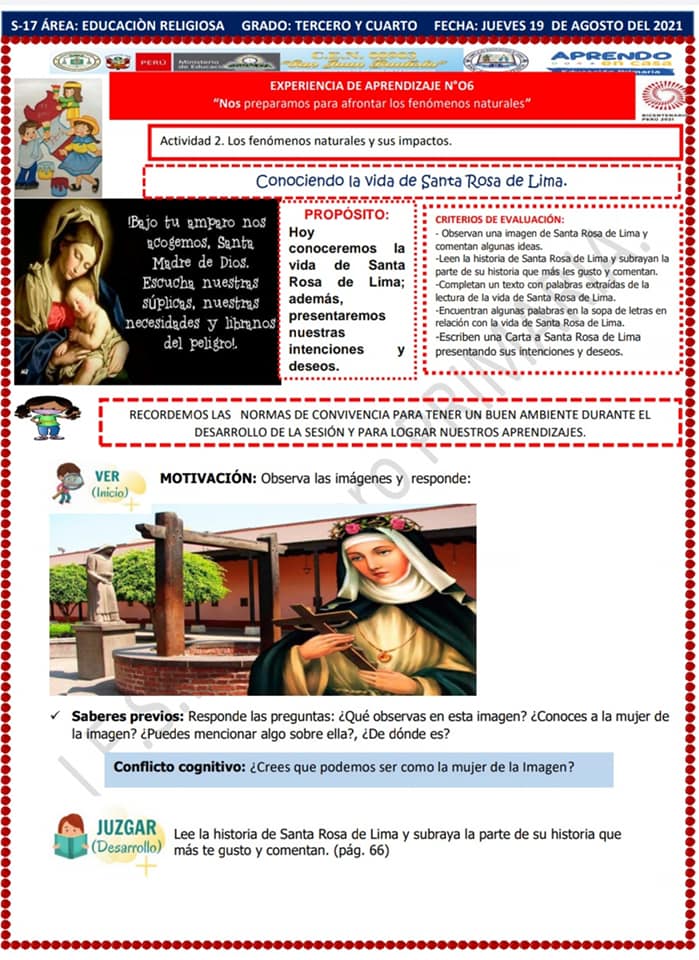 S-17 ÁREA: EDUCACIÒN RELIGIOSA GRADO: TERCERO Y CUARTO FECHA: JUEVES 19 DE AGOSTO DEL 2021
PERÚ Ministerio de Educación
APRENDO
en casa
EXPERIENCIA DE APRENDIZAJE N°O6
“Nos preparamos para afrontar los fenómenos naturales”
BICENTENARIO
PERÚ 2021
Actividad 2. Los fenómenos naturales y sus impactos.
Conociendo la vida de Santa Rosa de Lima.
¡Bajo tu amparo nos
acogemos, Santa
Madre de Dios.
Escucha nuestras
súplicas, nuestras
necesidades y libranos
del peligro!.
PROPÓSITO:
Hoy
conoceremos la
vida de Santa
Rosa de Lima;
además,
presentaremos
nuestras
intenciones y
deseos.
CRITERIOS DE EVALUACIÓN:
- Observan una imagen de Santa Rosa de Lima y
comentan algunas ideas.
-Leen la historia de Santa Rosa de Lima y subrayan la
parte de su historia que más les gusto y comentan.
-Completan un texto con palabras extraídas de la
lectura de la vida de Santa Rosa de Lima.
-Encuentran algunas palabras en la sopa de letras en
relación con la vida de Santa Rosa de Lima.
-Escriben una Carta a Santa Rosa de Lima
presentando sus intenciones y deseos.
RECORDEMOS LAS NORMAS DE CONVIVENCIA PARA TENER UN BUEN AMBIENTE DURANTE EL
DESARROLLO DE LA SESIÓN Y PARA LOGRAR NUESTROS APRENDIZAJES.
VER
(Inicio)
MOTIVACIÓN: Observa las imágenes y responde:
✓ Saberes previos: Responde las preguntas: ¿Qué observas en esta imagen? ¿Conoces a la mujer de
la imagen? ¿Puedes mencionar algo sobre ella?, ¿De dónde es?
Conflicto cognitivo: ¿Crees que podemos ser como la mujer de la Imagen?
JUZGAR
(Desarrollo)
Lee la historia de Santa Rosa de Lima y subraya la parte de su historia que
más te gusto y comentan. (pág. 66)